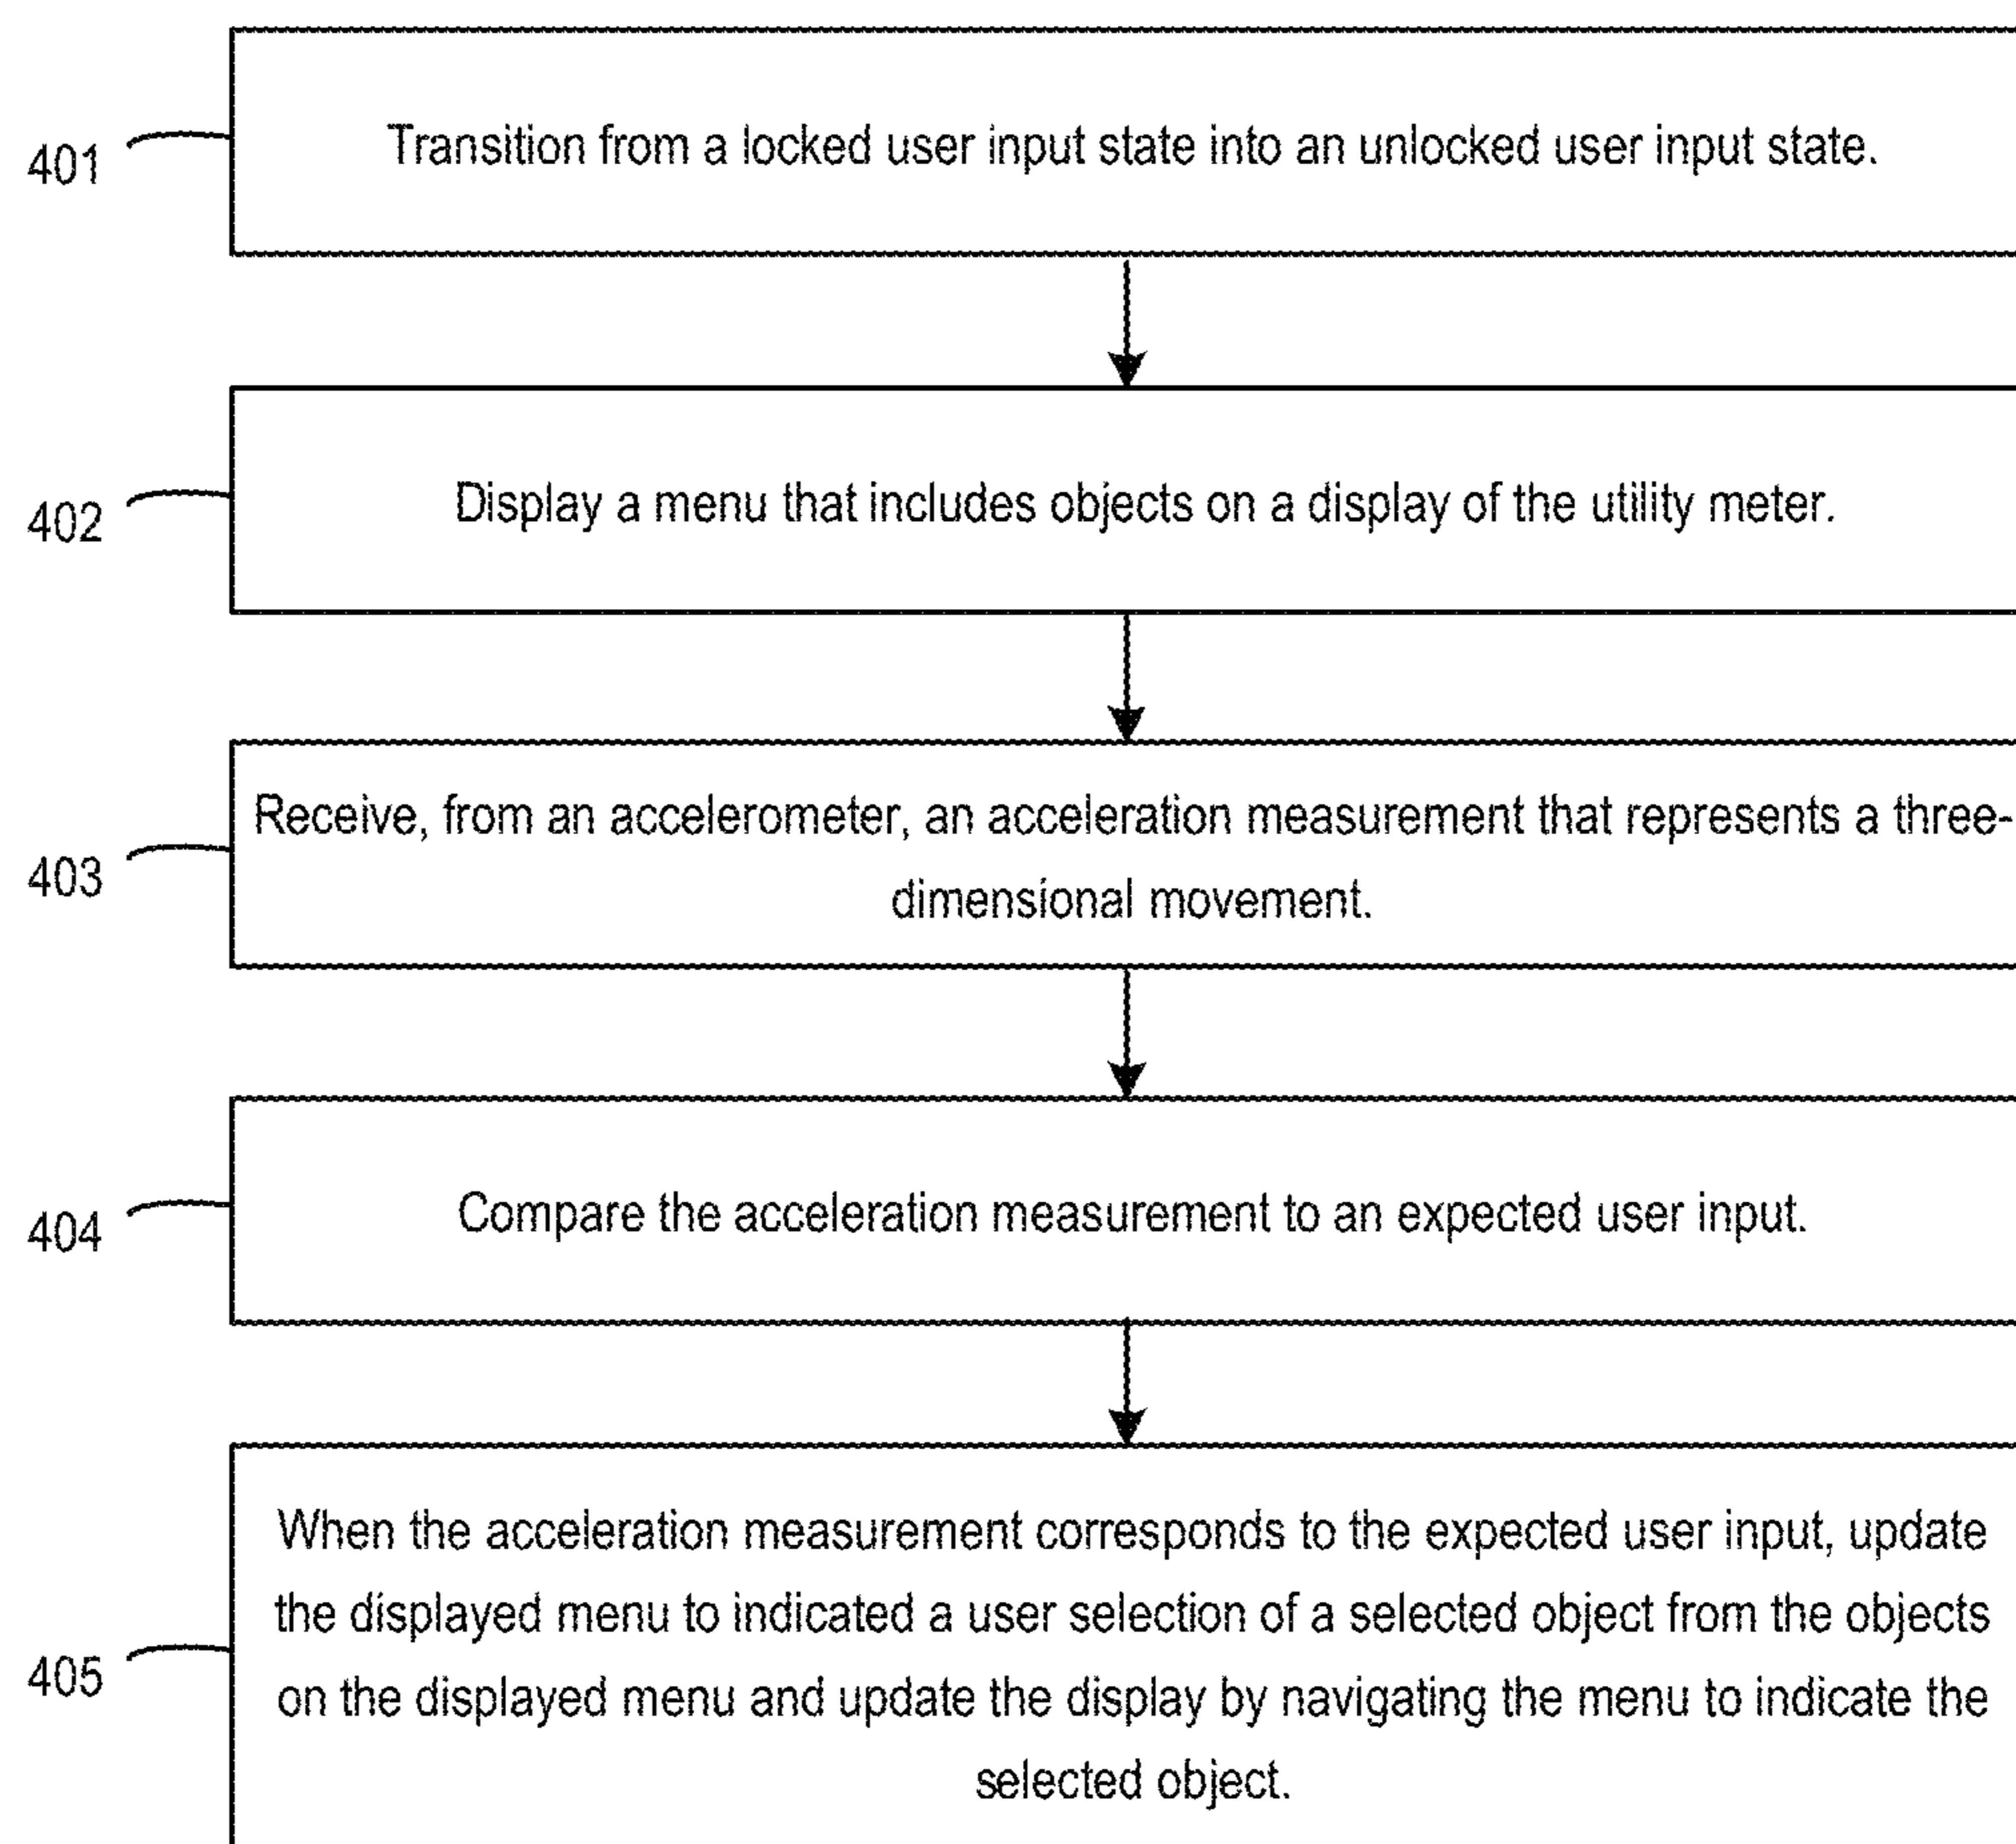 401
Transition from a locked user input state into an unlocked user input state.
402
Display a menu that includes objects on a display of the utility meter.
403
Receive, from an accelerometer, an acceleration measurement that represents a three-
dimensional movement.
404
Compare the acceleration measurement to an expected user input.
405
When the acceleration measurement corresponds to the expected user input, update
the displayed menu to indicated a user selection of a selected object from the objects
on the displayed menu and update the display by navigating the menu to indicate the
selected object.